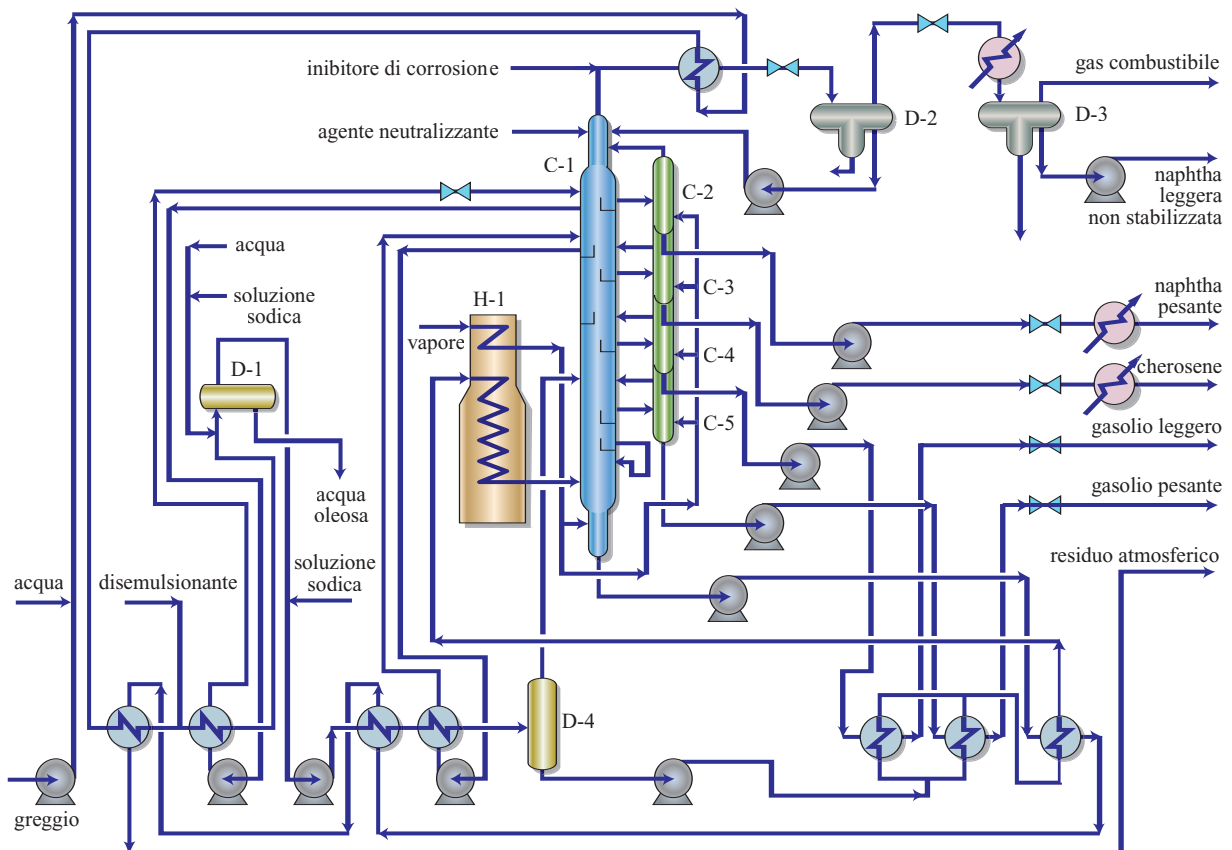 inibitore di corrosione
gas combustibile
D-2
D-3
agente neutralizzante
C-1
C-2
naphtha
leggera
non stabilizzata
acqua
C-3
soluzione
sodica
H-1
naphtha
pesante
vapore
C-4
cherosene
D-1
C-5
gasolio leggero
acqua
oleosa
gasolio pesante
acqua
disemulsionante
soluzione
sodica
residuo atmosferico
D-4
greggio